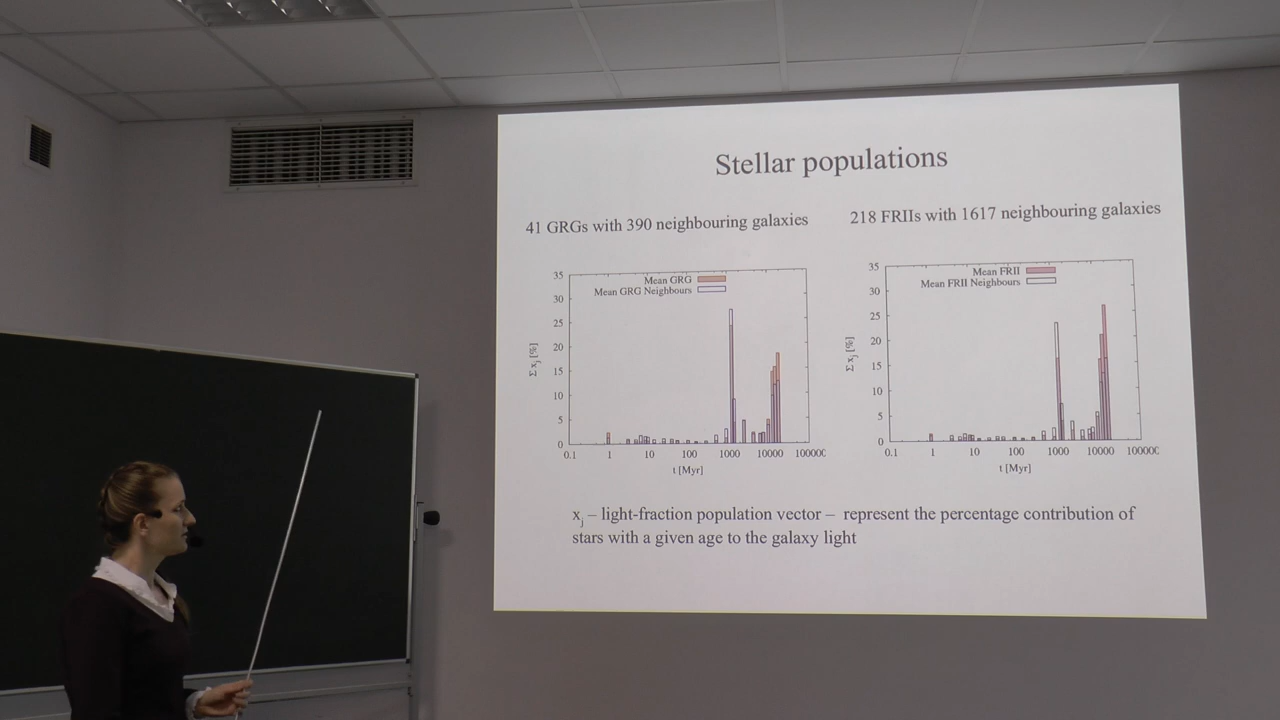 Stellar populations
41 GRGs with 390 neighbouring galaxies
218 FRIIs with 1617 neighbouring galaxies
35
30
25
20
15
10
5
0
Σ xj [%]
Mean GRG
Mean GRG Neighbours
0.1 1 10 100 1000 10000 100000
t [Myr]
35
30
25
20
15
10
5
0
Σ xj [%]
Mean FRII
Mean FRII Neighbours
0.1 1 10 100 1000 10000 100000
t [Myr]
xj – light-fraction population vector – represent the percentage contribution of
stars with a given age to the galaxy light